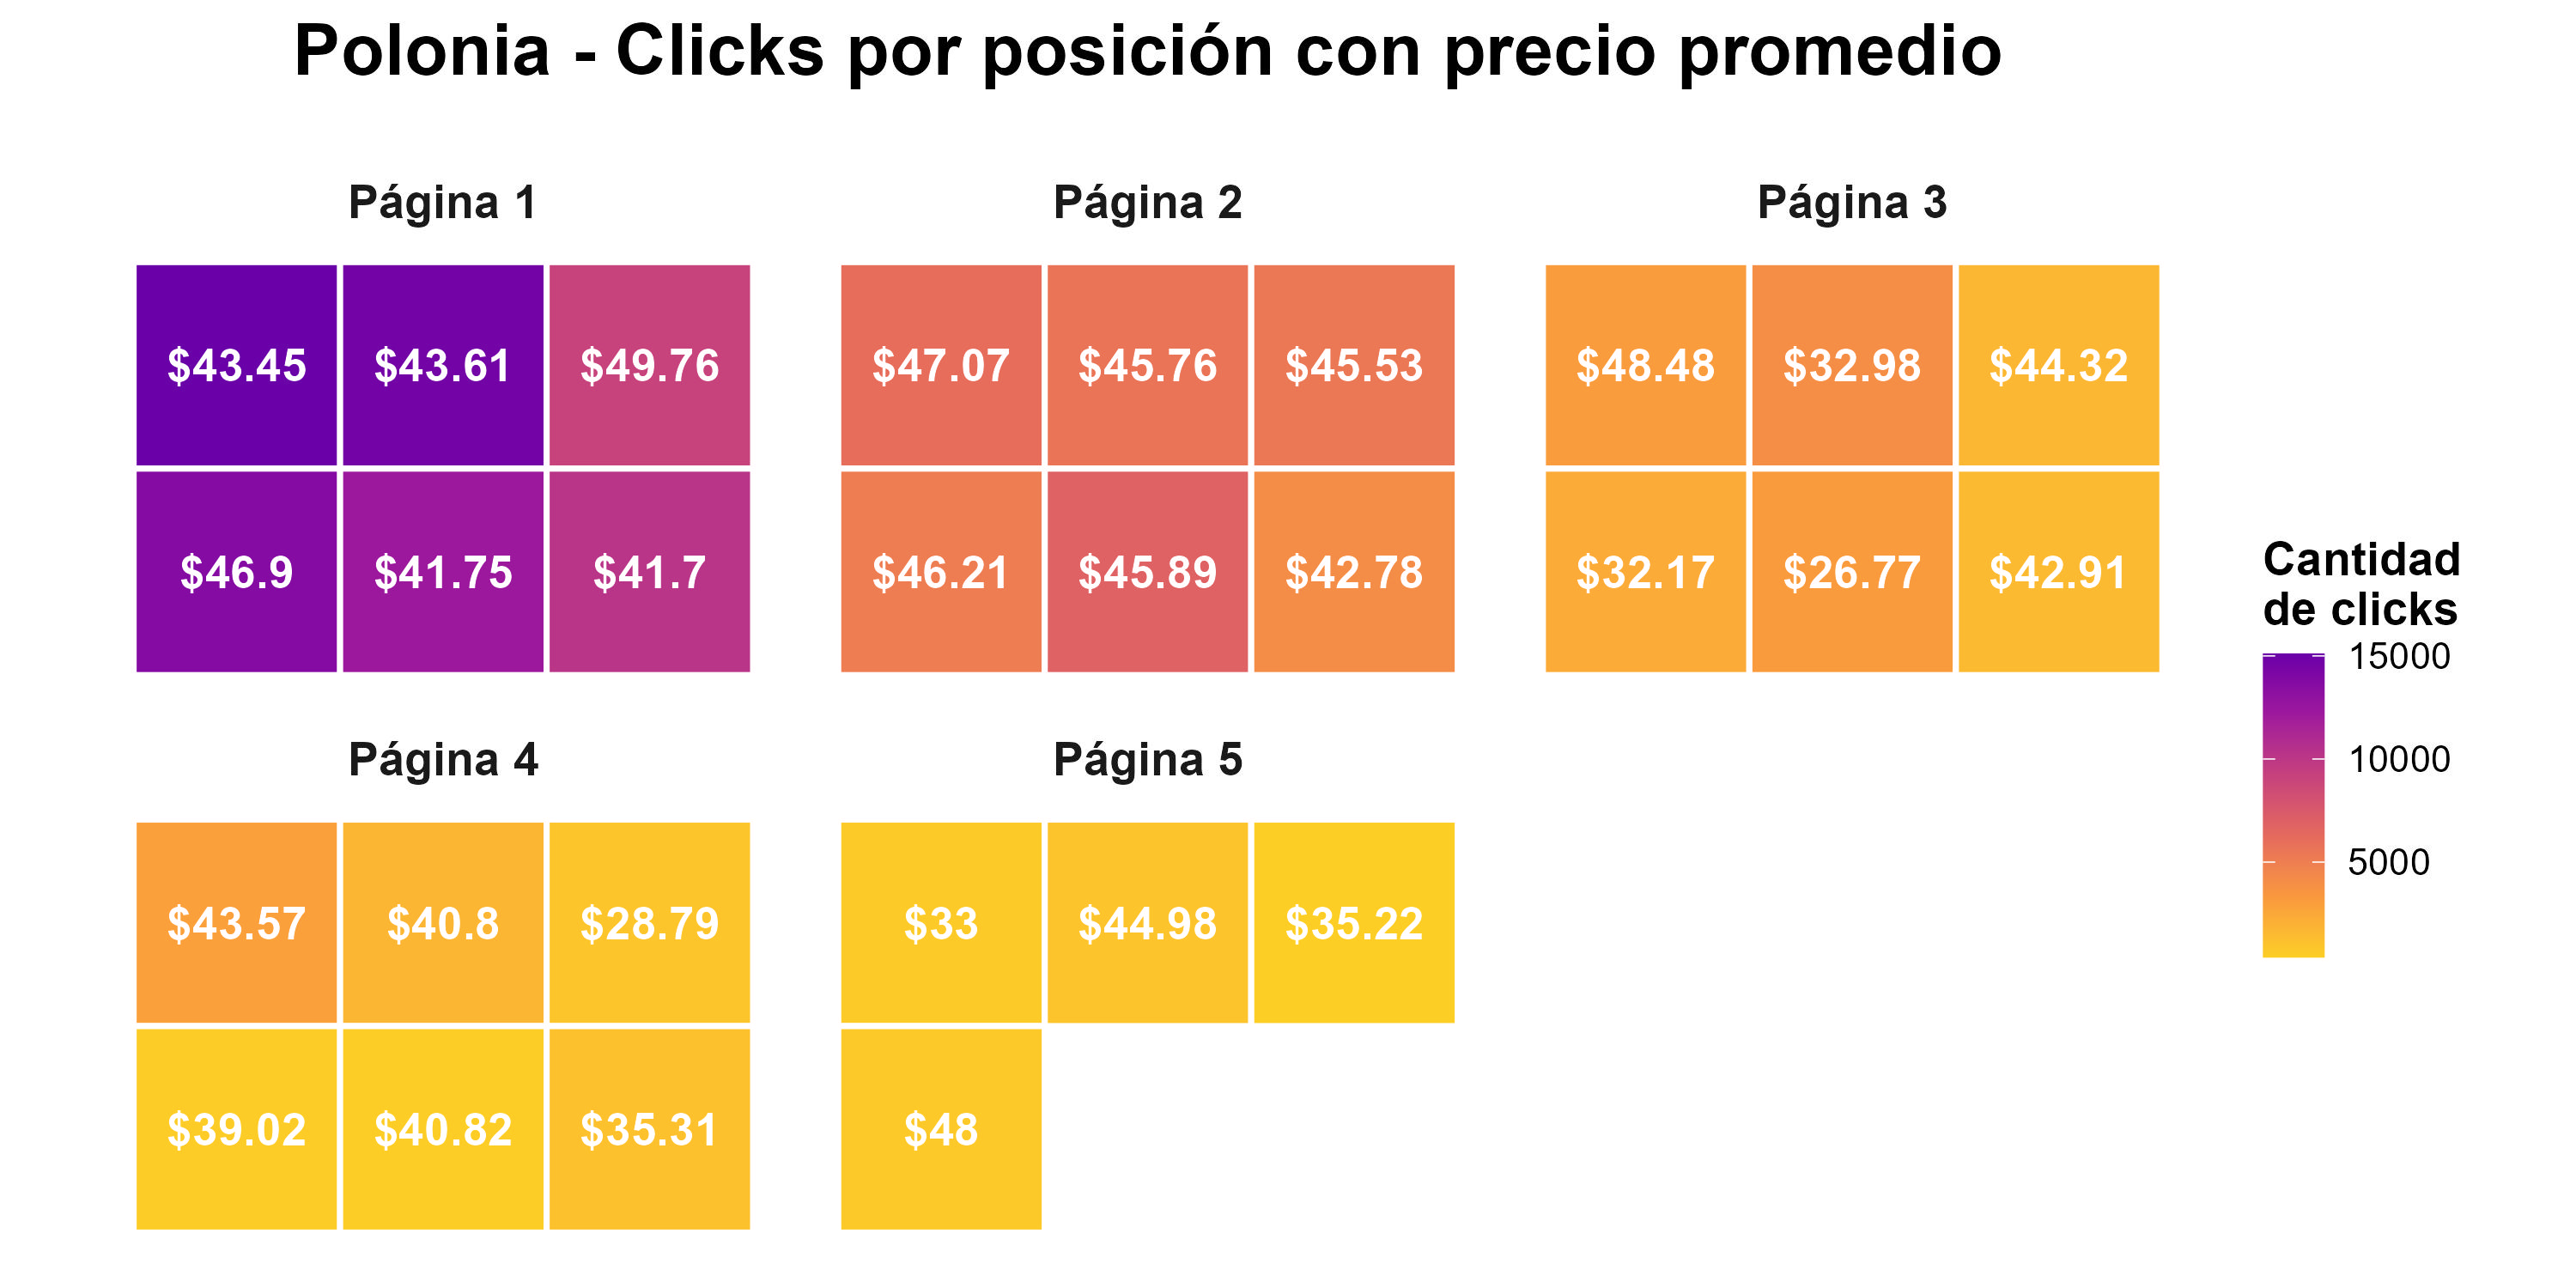 Polonia - Clicks por posición con precio promedio
Página 1
$43.45 $43.61 $49.76
$46.9 $41.75 $41.7
Página 2
$47.07 $45.76 $45.53
$46.21 $45.89 $42.78
Página 3
$48.48 $32.98 $44.32
$32.17 $26.77 $42.91
Página 4
$43.57 $40.8 $28.79
$39.02 $40.82 $35.31
Página 5
$33 $44.98 $35.22
$48
Cantidad
de clicks
15000
10000
5000